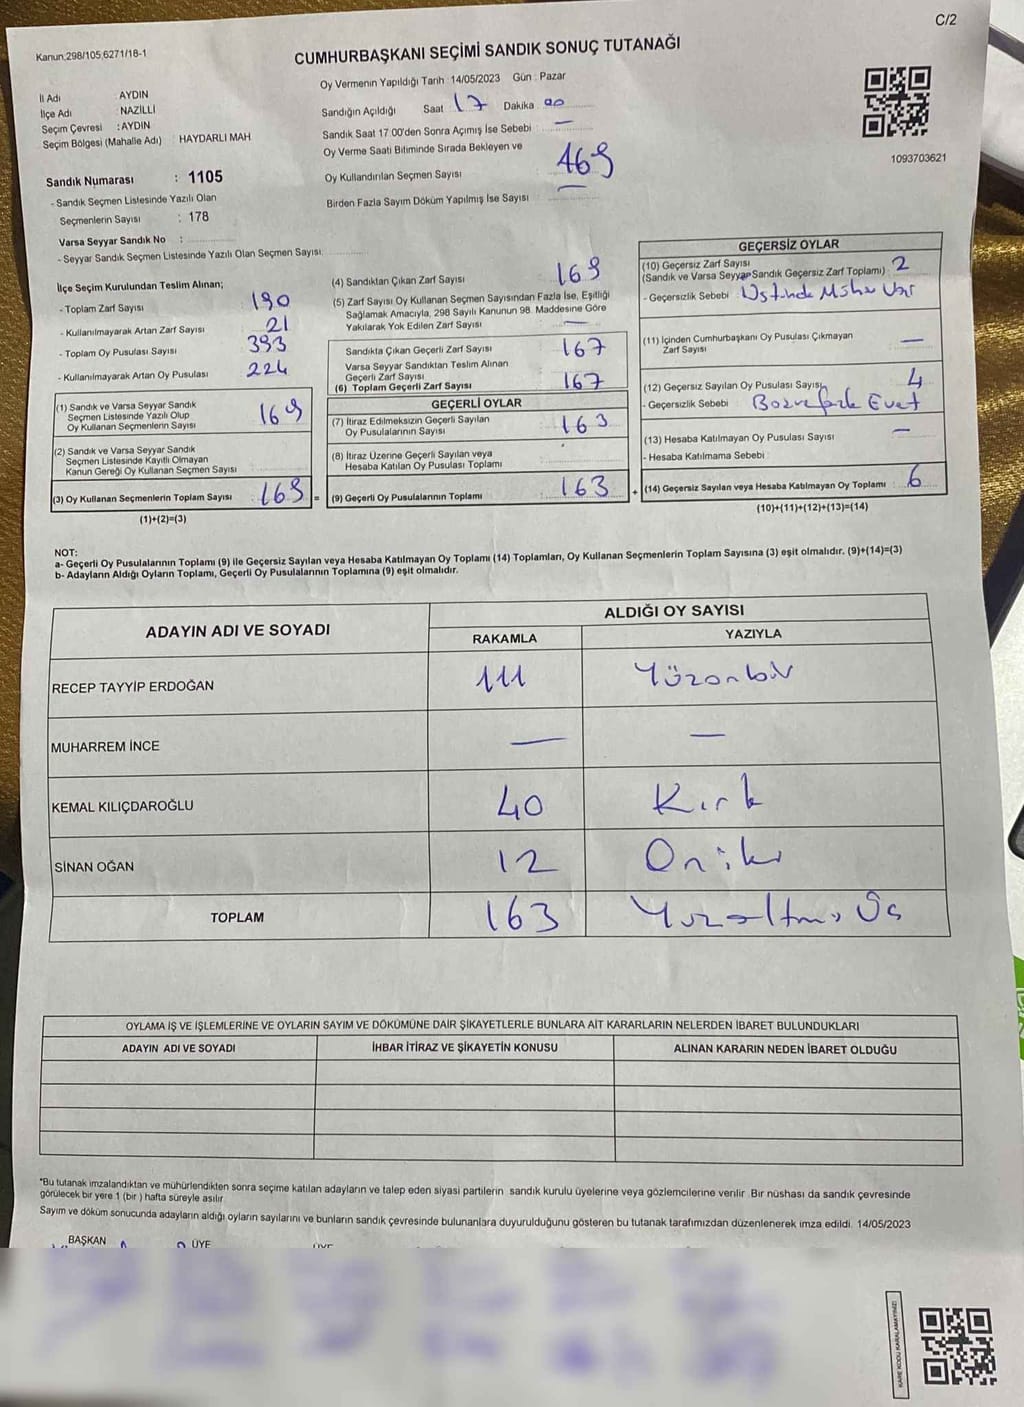 C/2
Kanun.298/105,6271/18-1
CUMHURBAŞKANI SEÇİMİ SANDIK SONUÇ TUTANAĞI
İl Adı : AYDIN
İlçe Adı : NAZİLLİ
Seçim Çevresi : AYDIN
Seçim Bölgesi (Mahalle Adı) : HAYDARLI MAH
Sandık Numarası : 1105
- Sandık Seçmen Listesinde Yazılı Olan
Seçmenlerin Sayısı : 178
Varsa Seyyar Sandık No :
- Seyyar Sandık Seçmen Listesinde Yazılı Olan Seçmen Sayısı:
Oy Vermenin Yapıldığı Tarih : 14/05/2023 Gün : Pazar
Sandığın Açıldığı Saat 17 Dakika 00
Sandık Saat 17.00'den Sonra Açımış İse Sebebi : —
Oy Verme Saati Bitiminde Sırada Bekleyen ve
Oy Kullandırılan Seçmen Sayısı 169
Birden Fazla Sayım Döküm Yapılmış İse Sayısı : —
1093703621
İlçe Seçim Kurulundan Teslim Alınan;
- Toplam Zarf Sayısı 190
- Kullanılmayarak Artan Zarf Sayısı 21
- Toplam Oy Pusulası Sayısı 393
- Kullanılmayarak Artan Oy Pusulası 224
(1) Sandık ve Varsa Seyyar Sandık
Seçmen Listesinde Yazılı Olup
Oy Kullanan Seçmenlerin Sayısı 169
(2) Sandık ve Varsa Seyyar Sandık
Seçmen Listesinde Kayıtlı Olmayan
Kanun Gereği Oy Kullanan Seçmen Sayısı
(3) Oy Kullanan Seçmenlerin Toplam Sayısı : 169 =
(1)+(2)=(3)
(4) Sandıktan Çıkan Zarf Sayısı 169
(5) Zarf Sayısı Oy Kullanan Seçmen Sayısından Fazla İse, Eşitliği
Sağlamak Amacıyla, 298 Sayılı Kanunun 98. Maddesine Göre
Yakılarak Yok Edilen Zarf Sayısı : —
Sandıkta Çıkan Geçerli Zarf Sayısı 167
Varsa Seyyar Sandıktan Teslim Alınan
Geçerli Zarf Sayısı
(6) Toplam Geçerli Zarf Sayısı 167
GEÇERLİ OYLAR
(7) İtiraz Edilmeksizin Geçerli Sayılan
Oy Pusulalarının Sayısı : 163
(8) İtiraz Üzerine Geçerli Sayılan veya
Hesaba Katılan Oy Pusulası Toplamı
(9) Geçerli Oy Pusulalarının Toplamı : 163 +
GEÇERSİZ OYLAR
(10) Geçersiz Zarf Sayısı
(Sandık ve Varsa Seyyar Sandık Geçersiz Zarf Toplamı) : 2
- Geçersizlik Sebebi : Üstünde Mühür Var
(11) İçinden Cumhurbaşkanı Oy Pusulası Çıkmayan
Zarf Sayısı —
(12) Geçersiz Sayılan Oy Pusulası Sayısı 4
- Geçersizlik Sebebi Evet
(13) Hesaba Katılmayan Oy Pusulası Sayısı —
- Hesaba Katılmama Sebebi
(14) Geçersiz Sayılan veya Hesaba Katılmayan Oy Toplamı : 6
(10)+(11)+(12)+(13)=(14)
NOT:
a- Geçerli Oy Pusulalarının Toplamı (9) ile Geçersiz Sayılan veya Hesaba Katılmayan Oy Toplamı (14) Toplamları, Oy Kullanan Seçmenlerin Toplam Sayısına (3) eşit olmalıdır. (9)+(14)=(3)
b- Adayların Aldığı Oyların Toplamı, Geçerli Oy Pusulalarının Toplamına (9) eşit olmalıdır.
ADAYIN ADI VE SOYADI
ALDIĞI OY SAYISI
RAKAMLA YAZIYLA
RECEP TAYYİP ERDOĞAN 111 Yüzonbir
MUHARREM İNCE — —
KEMAL KILIÇDAROĞLU 40 Kırk
SİNAN OĞAN 12 Oniki
TOPLAM 163 Yüzaltmış Üç
OYLAMA İŞ VE İŞLEMLERİNE VE OYLARIN SAYIM VE DÖKÜMÜNE DAİR ŞİKAYETLERLE BUNLARA AİT KARARLARIN NELERDEN İBARET BULUNDUKLARI
ADAYIN ADI VE SOYADI İHBAR İTİRAZ VE ŞİKAYETİN KONUSU ALINAN KARARIN NEDEN İBARET OLDUĞU
*Bu tutanak imzalandıktan ve mühürlendikten sonra seçime katılan adayların ve talep eden siyasi partilerin sandık kurulu üyelerine veya gözlemcilerine verilir. Bir nüshası da sandık çevresinde
görülecek bir yere 1 (bir ) hafta süreyle asılır
Sayım ve döküm sonucunda adayların aldığı oyların sayılarını ve bunların sandık çevresinde bulunanlara duyurulduğunu gösteren bu tutanak tarafımızdan düzenlenerek imza edildi. 14/05/2023
BAŞKAN ÜYE ÜYE
KARE KODU KARALAMAYINIZ!